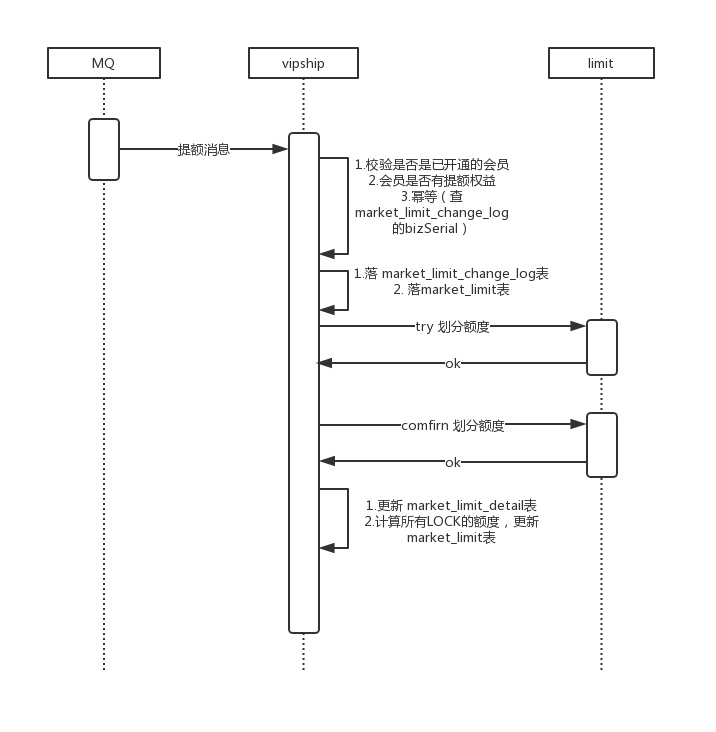 MQ
vipship
limit
提额消息
1.校验是否是已开通的会员
2.会员是否有提额权益
3.幂等（查
market_limit_change_log
的bizSerial）
1.落 market_limit_change_log表
2. 落market_limit表
try 划分额度
ok
comfirn 划分额度
ok
1.更新 market_limit_detail表
2.计算所有LOCK的额度，更新
market_limit表